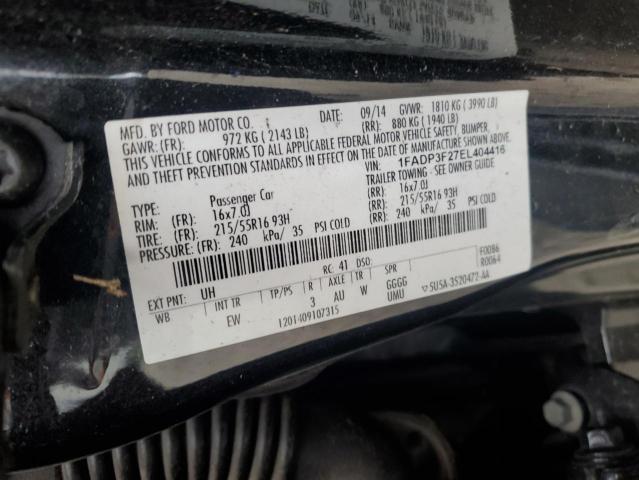 09/14
MFD. BY FORD MOTOR CO.
DATE: 09/14 GVWR: 1810 KG ( 3990 LB)
GAWR: (FR): 972 KG ( 2143 LB) (RR): 880 KG ( 1940 LB)
THIS VEHICLE CONFORMS TO ALL APPLICABLE FEDERAL MOTOR VEHICLE SAFETY, BUMPER,
AND THEFT PREVENTION STANDARDS IN EFFECT ON THE DATE OF MANUFACTURE SHOWN ABOVE.
VIN: 1FADP3F27EL404416
TYPE: Passenger Car TRAILER TOWING - SEE OWNER GUIDE
RIM: (FR): 16x7.0J (RR): 16x7.0J
TIRE: (FR): 215/55R16 93H (RR): 215/55R16 93H
PRESSURE: (FR): 240 kPa/ 35 PSI COLD (RR): 240 kPa/ 35 PSI COLD
EXT PNT: UH RC: 41 DSO: F0086
R0064
WB INT TR TP/PS R AXLE TR SPR
EW 3 AU W GGGG
UMU
1201409107315
5U5A-3520472-AA